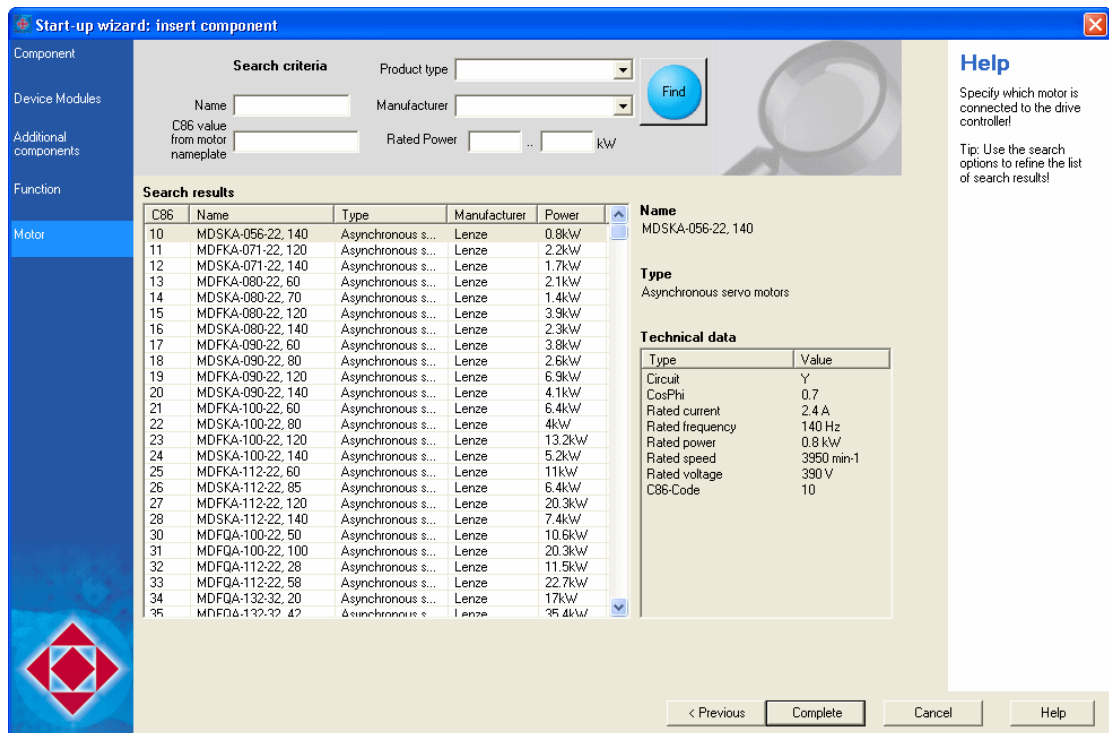 Start-up wizard: insert component
Component
Device Modules
Additional
components
Function
Motor
Search criteria
Product type
Name
Manufacturer
C86 value
from motor
nameplate
Rated Power .. kW
Find
Help
Specify which motor is
connected to the drive
controller!
Tip: Use the search
options to refine the list
of search results!
Search results
C86 Name Type Manufacturer Power
10 MDSKA-056-22, 140 Asynchronous s... Lenze 0.8kW
11 MDFKA-071-22, 120 Asynchronous s... Lenze 2.2kW
12 MDSKA-071-22, 140 Asynchronous s... Lenze 1.7kW
13 MDFKA-080-22, 60 Asynchronous s... Lenze 2.1kW
14 MDSKA-080-22, 70 Asynchronous s... Lenze 1.4kW
15 MDFKA-080-22, 120 Asynchronous s... Lenze 3.9kW
16 MDSKA-080-22, 140 Asynchronous s... Lenze 2.3kW
17 MDFKA-090-22, 60 Asynchronous s... Lenze 3.8kW
18 MDSKA-090-22, 80 Asynchronous s... Lenze 2.6kW
19 MDFKA-090-22, 120 Asynchronous s... Lenze 6.9kW
20 MDSKA-090-22, 140 Asynchronous s... Lenze 4.1kW
21 MDFKA-100-22, 60 Asynchronous s... Lenze 6.4kW
22 MDSKA-100-22, 80 Asynchronous s... Lenze 4kW
23 MDFKA-100-22, 120 Asynchronous s... Lenze 13.2kW
24 MDSKA-100-22, 140 Asynchronous s... Lenze 5.2kW
25 MDFKA-112-22, 60 Asynchronous s... Lenze 11kW
26 MDSKA-112-22, 85 Asynchronous s... Lenze 6.4kW
27 MDFKA-112-22, 120 Asynchronous s... Lenze 20.3kW
28 MDSKA-112-22, 140 Asynchronous s... Lenze 7.4kW
30 MDFQA-100-22, 50 Asynchronous s... Lenze 10.6kW
31 MDFQA-100-22, 100 Asynchronous s... Lenze 20.3kW
32 MDFQA-112-22, 28 Asynchronous s... Lenze 11.5kW
33 MDFQA-112-22, 58 Asynchronous s... Lenze 22.7kW
34 MDFQA-132-32, 20 Asynchronous s... Lenze 17kW
35 MDFQA-132-32, 42 Asynchronous s... Lenze 35.4kW
Name
MDSKA-056-22, 140
Type
Asynchronous servo motors
Technical data
Type Value
Circuit Y
CosPhi 0.7
Rated current 2.4 A
Rated frequency 140 Hz
Rated power 0.8 kW
Rated speed 3950 min-1
Rated voltage 390 V
C86-Code 10
< Previous Complete Cancel Help